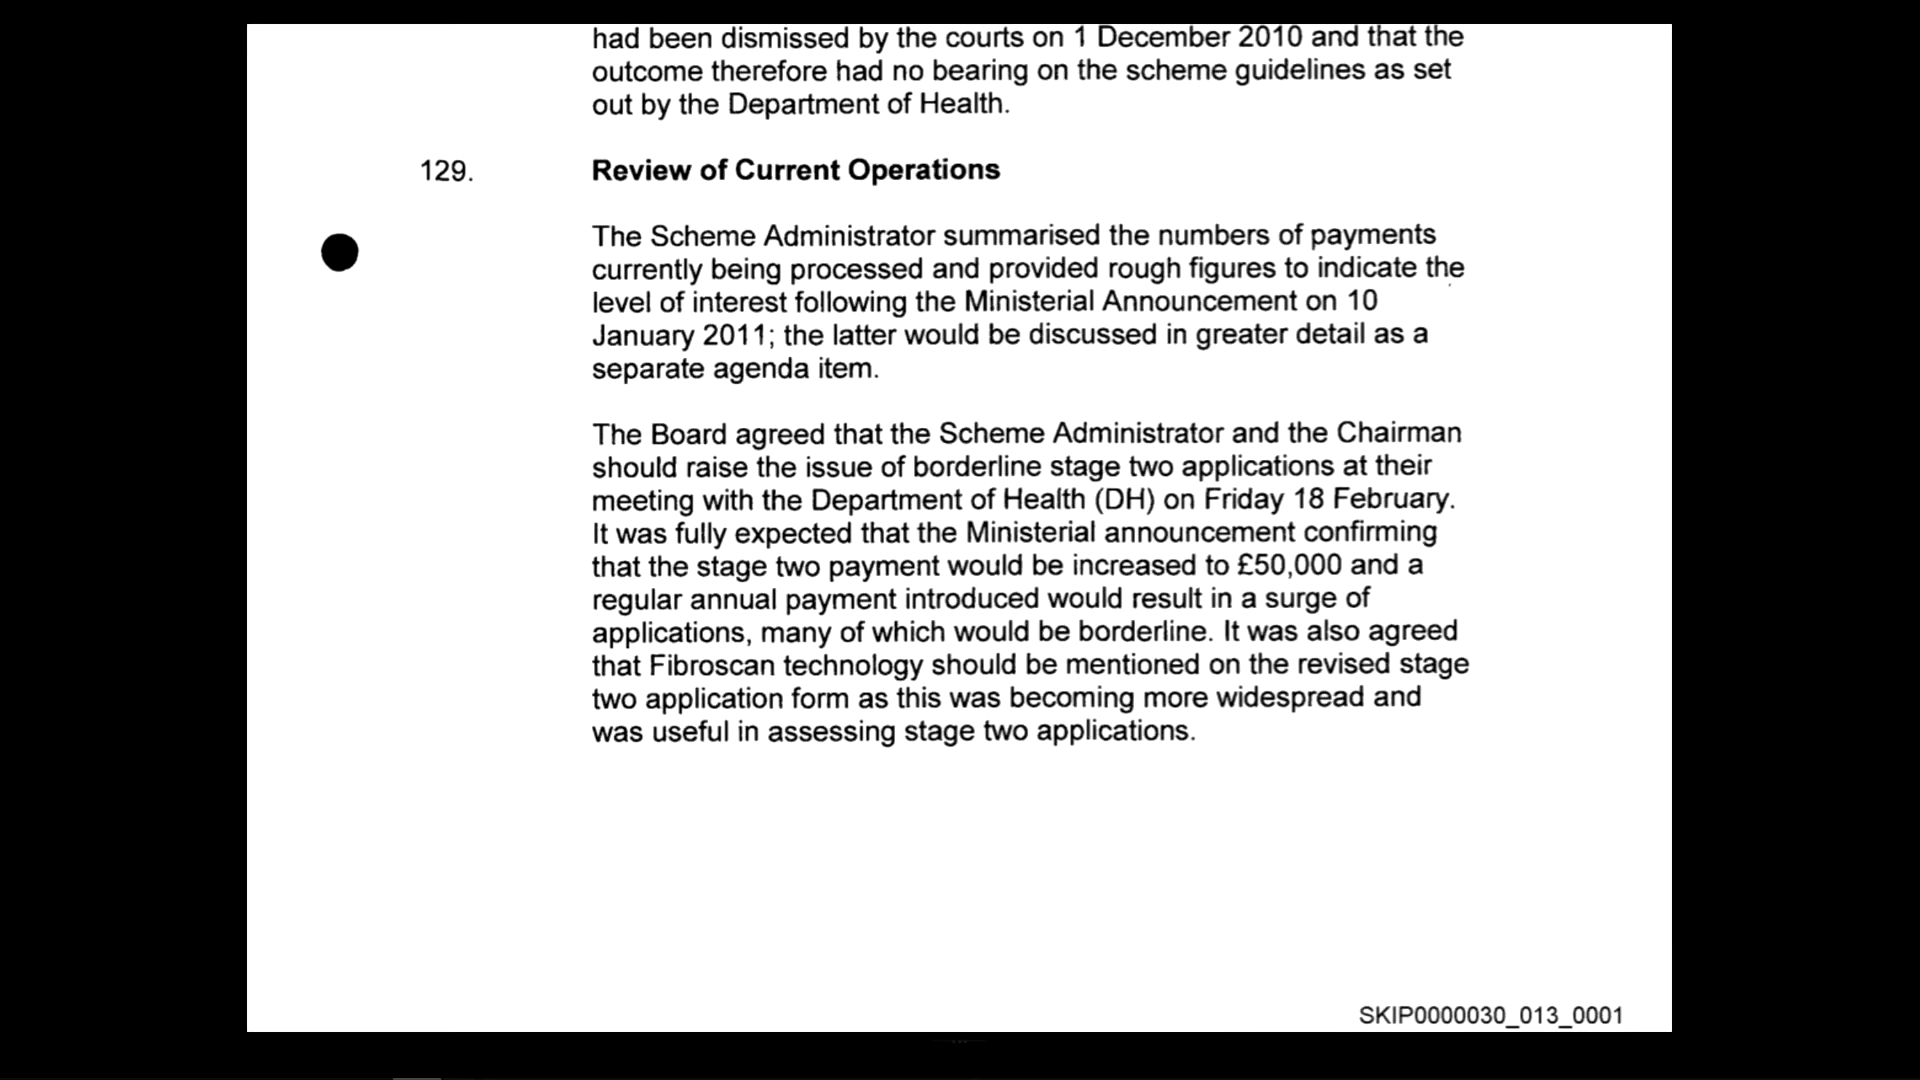 had been dismissed by the courts on 1 December 2010 and that the
outcome therefore had no bearing on the scheme guidelines as set
out by the Department of Health.
129. Review of Current Operations
The Scheme Administrator summarised the numbers of payments
currently being processed and provided rough figures to indicate the
level of interest following the Ministerial Announcement on 10
January 2011; the latter would be discussed in greater detail as a
separate agenda item.
The Board agreed that the Scheme Administrator and the Chairman
should raise the issue of borderline stage two applications at their
meeting with the Department of Health (DH) on Friday 18 February.
It was fully expected that the Ministerial announcement confirming
that the stage two payment would be increased to £50,000 and a
regular annual payment introduced would result in a surge of
applications, many of which would be borderline. It was also agreed
that Fibroscan technology should be mentioned on the revised stage
two application form as this was becoming more widespread and
was useful in assessing stage two applications.
SKIP0000030_013_0001